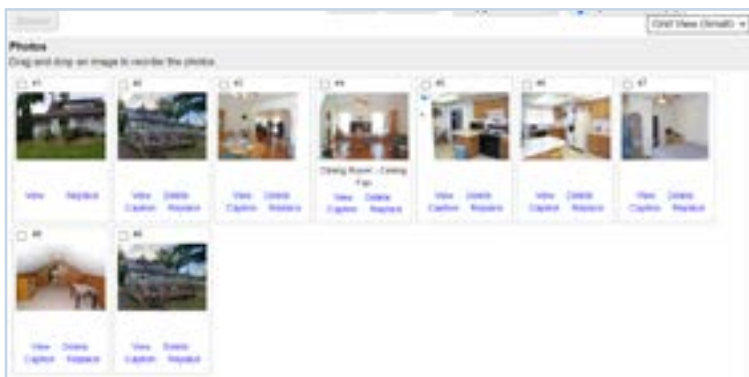 Grid View (Small)
Photos
Drag and drop an image to reorder the photos
#1
#2
#3
#4
#5
#6
#7
View Replace
View Delete
Caption Replace
View Delete
Caption Replace
Dining Room - Ceiling
Fan
View Delete
Caption Replace
View Delete
Caption Replace
View Delete
Caption Replace
View Delete
Caption Replace
#8
#9
View Delete
Caption Replace
View Delete
Caption Replace